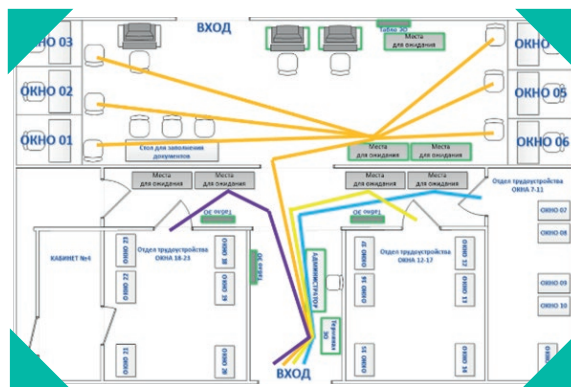 ВХОД
Табло ЭО
Места
для ожидания
ОКНО 03
ОКНО 02
ОКНО 05
ОКНО 01
ОКНО 06
Стол для заполнения
документов
Места
для ожидания
Места
для ожидания
Места
для ожидания
Места
для ожидания
Места
для ожидания
Места
для ожидания
Отдел трудоустройства
ОКНА 7-11
Табло ЭО
Табло ЭО
ОКНО 07
ОКНО 08
КАБИНЕТ №4
Отдел трудоустройства
ОКНА 18-23
Отдел трудоустройства
ОКНА 12-17
ОКНО 23
ОКНО 18
ОКНО 17
ОКНО 12
АДМИНИСТРАТОР
ОКНО 22
ОКНО 19
ОКНО 16
ОКНО 13
ОКНО 09
ОКНО 10
Терминал
ЭО
ОКНО 21
ОКНО 20
ОКНО 15
ОКНО 14
ВХОД